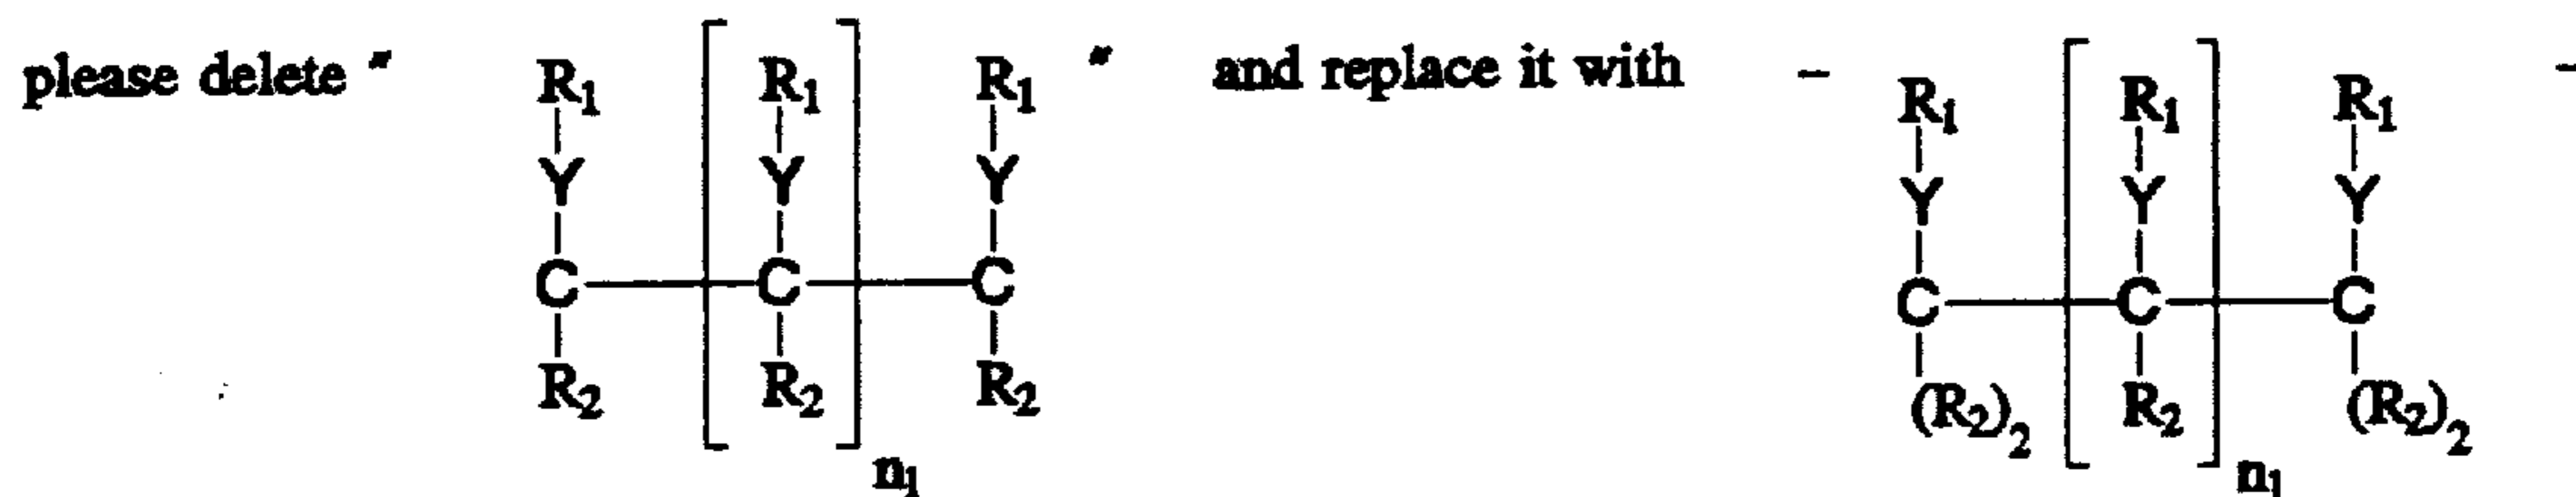 please delete " R₁ R₁ R₁ " and replace it with – R₁ R₁ R₁ –
Y Y Y Y Y Y
C C C C C C
R₂ R₂ R₂ (R₂)₂ R₂ (R₂)₂
n₁ n₁